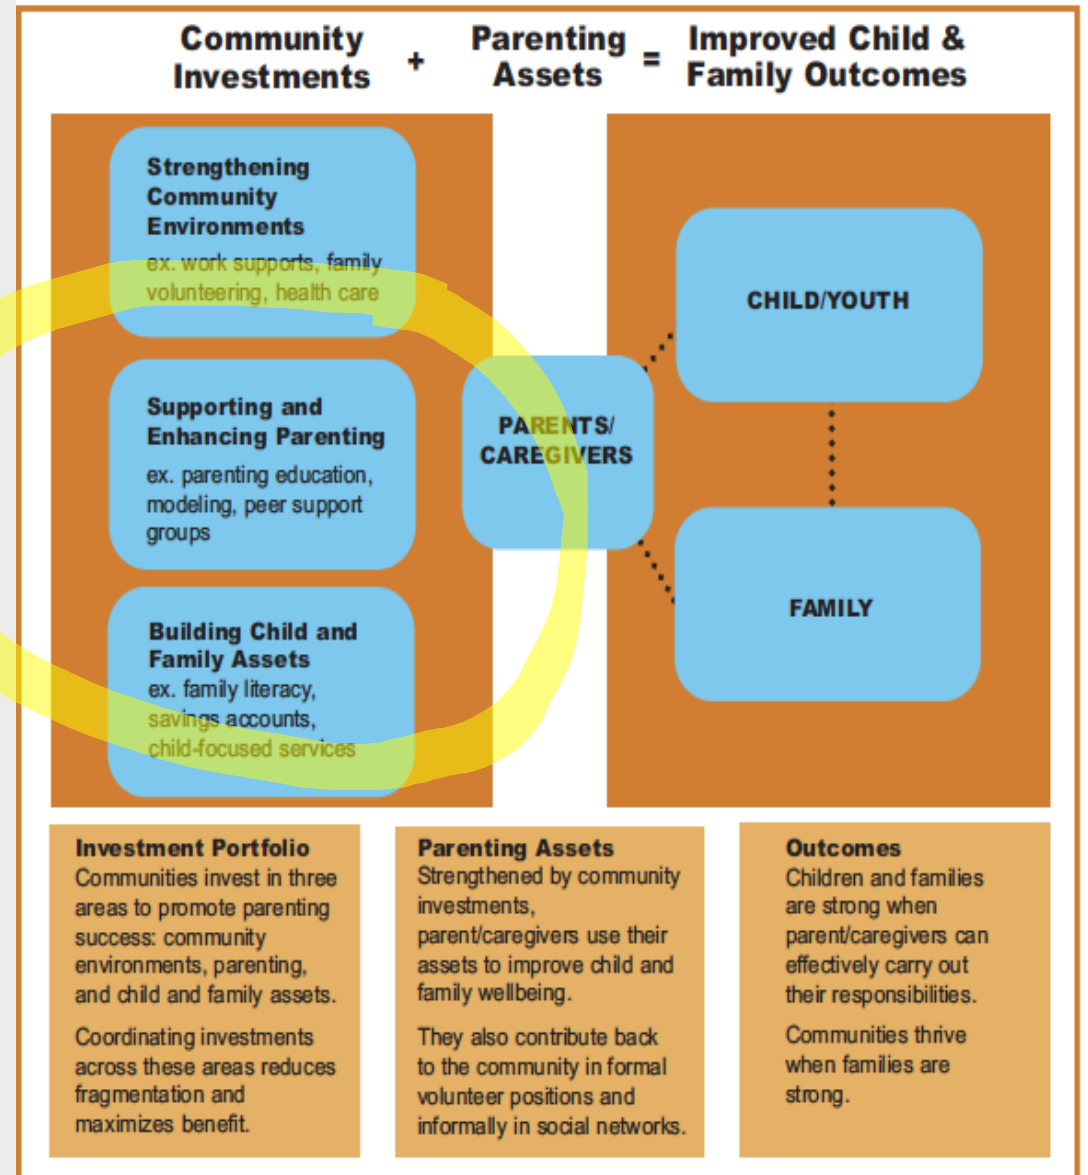 Community Investments + Parenting Assets = Improved Child & Family Outcomes
Strengthening
Community
Environments
ex. work supports, family
volunteering, health care
Supporting and
Enhancing Parenting
ex. parenting education,
modeling, peer support
groups
Building Child and
Family Assets
ex. family literacy,
savings accounts,
child-focused services
PARENTS/
CAREGIVERS
CHILD/YOUTH
FAMILY
Investment Portfolio
Communities invest in three
areas to promote parenting
success: community
environments, parenting,
and child and family assets.
Coordinating investments
across these areas reduces
fragmentation and
maximizes benefit.
Parenting Assets
Strengthened by community
investments,
parent/caregivers use their
assets to improve child and
family wellbeing.
They also contribute back
to the community in formal
volunteer positions and
informally in social networks.
Outcomes
Children and families
are strong when
parent/caregivers can
effectively carry out
their responsibilities.
Communities thrive
when families are
strong.